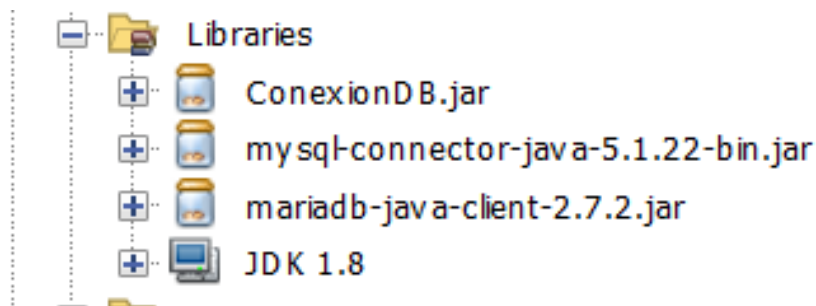 Libraries
ConexionDB.jar
mysql-connector-java-5.1.22-bin.jar
mariadb-java-client-2.7.2.jar
JDK 1.8